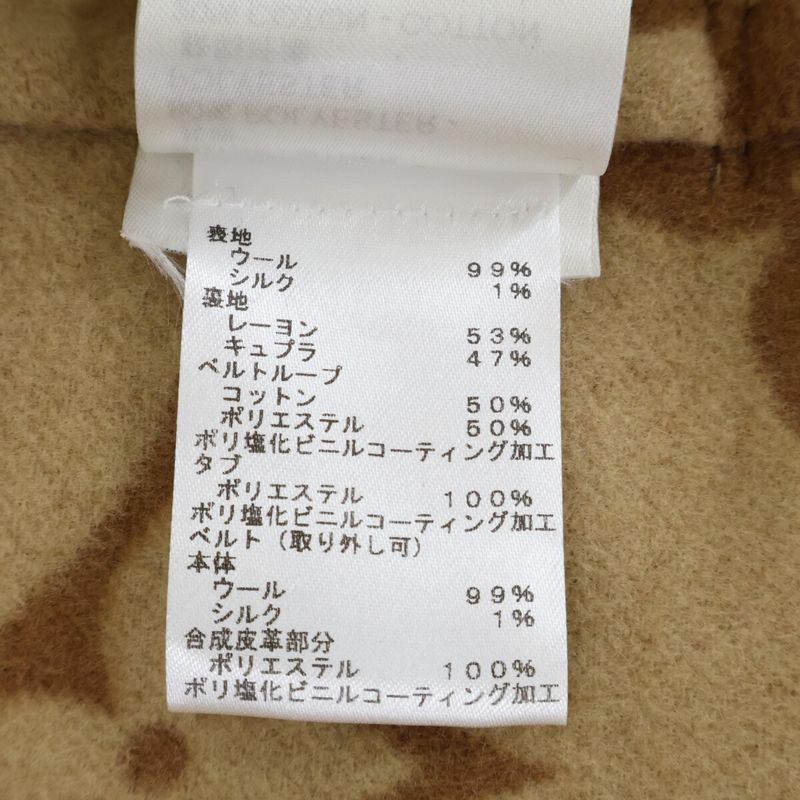 50% COTON - COTTON
POLYESTER
50% POLYESTER -
表地
ウール 99%
シルク 1%
裏地
レーヨン 53%
キュプラ 47%
ベルトループ
コットン 50%
ポリエステル 50%
ポリ塩化ビニルコーティング加工
タブ
ポリエステル 100%
ポリ塩化ビニルコーティング加工
ベルト（取り外し可）
本体
ウール 99%
シルク 1%
合成皮革部分
ポリエステル 100%
ポリ塩化ビニルコーティング加工